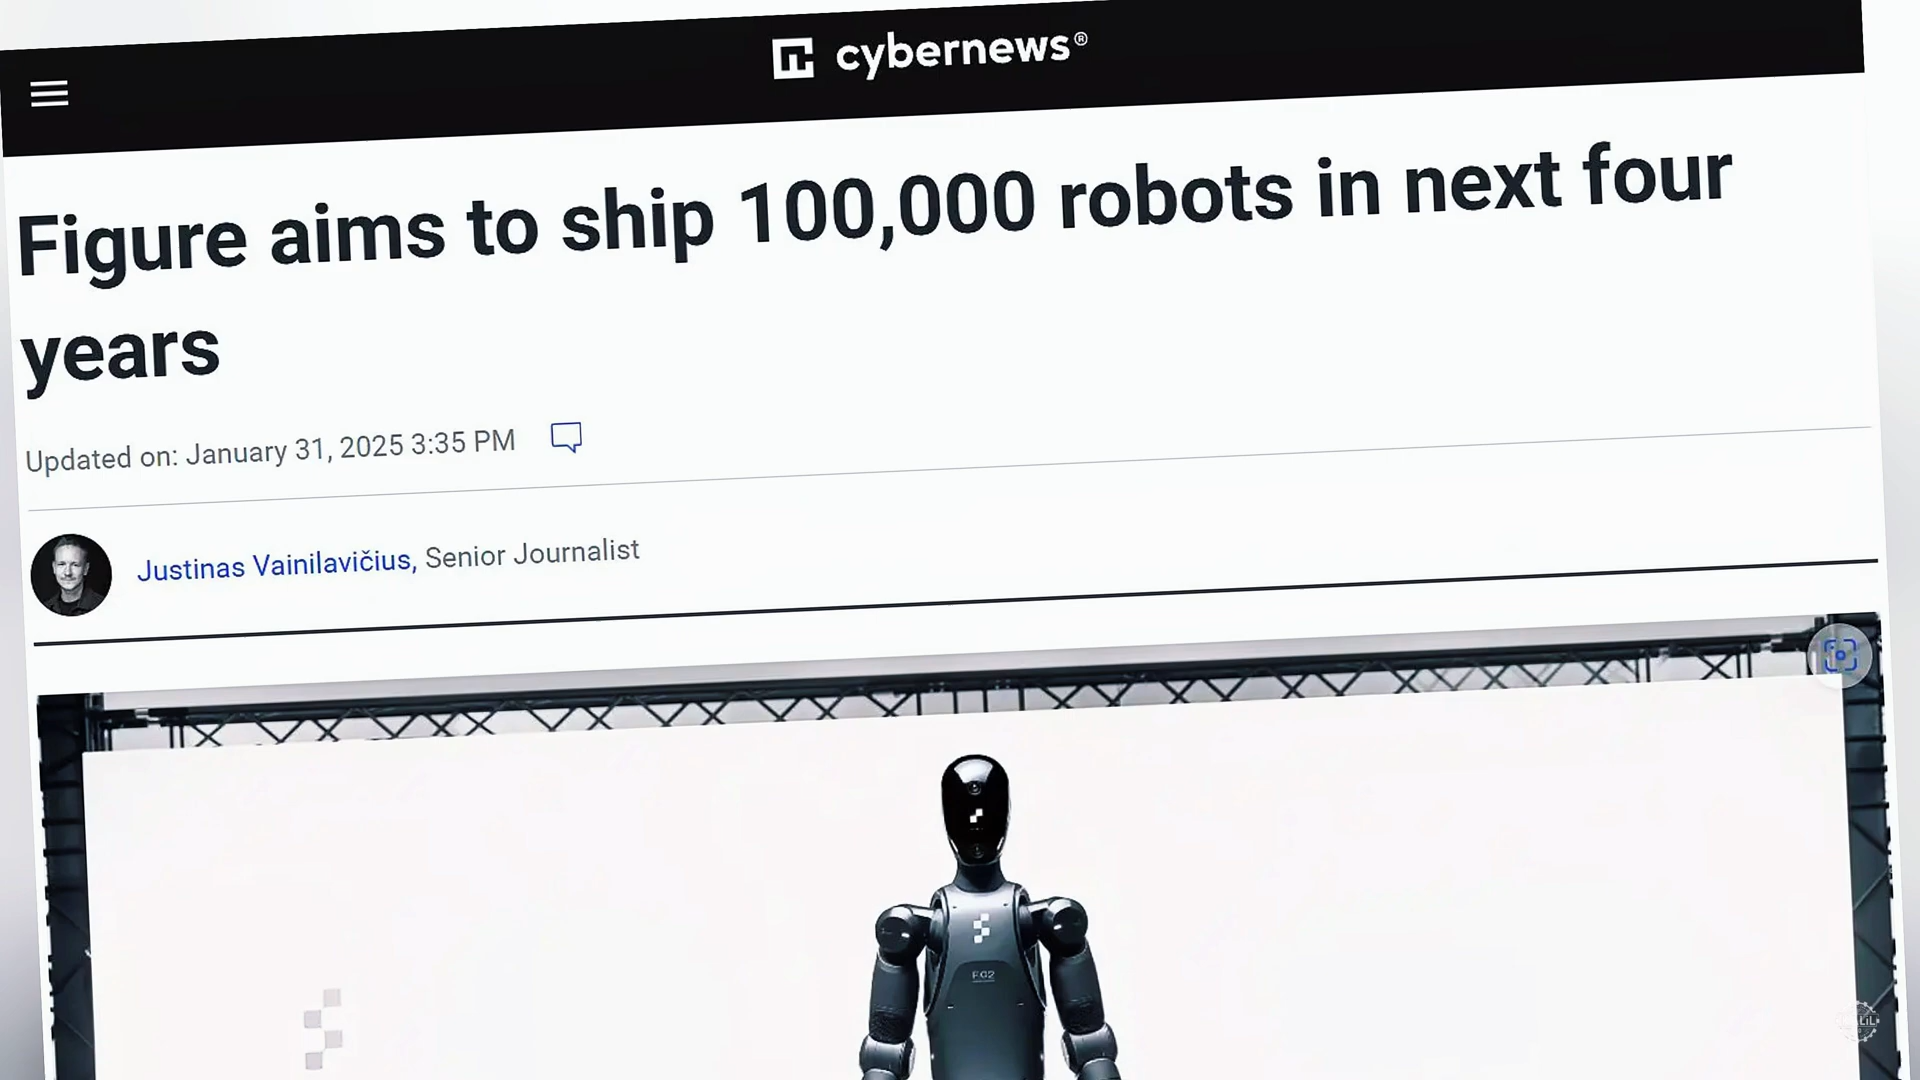 cybernews®
Figure aims to ship 100,000 robots in next four
years
Updated on: January 31, 2025 3:35 PM
Justinas Vainilavičius, Senior Journalist
F.02